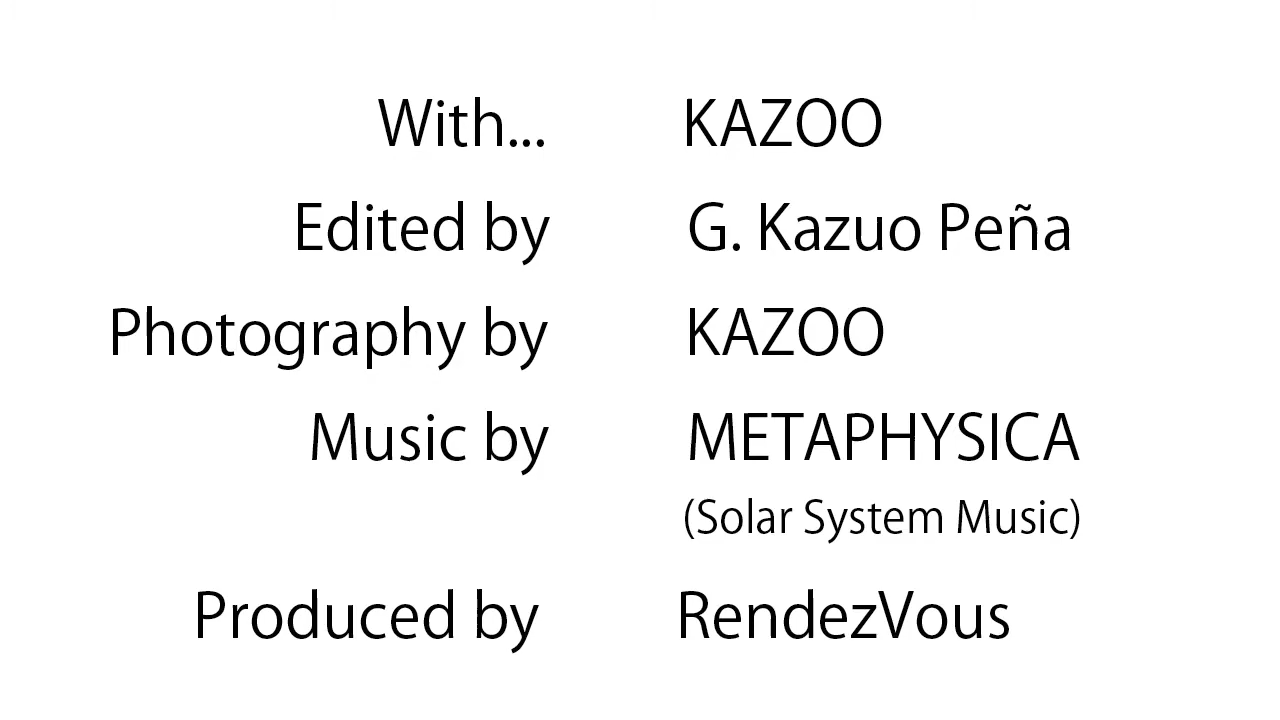 With... KAZOO
Edited by G. Kazuo Peña
Photography by KAZOO
Music by METAPHYSICA
(Solar System Music)
Produced by RendezVous